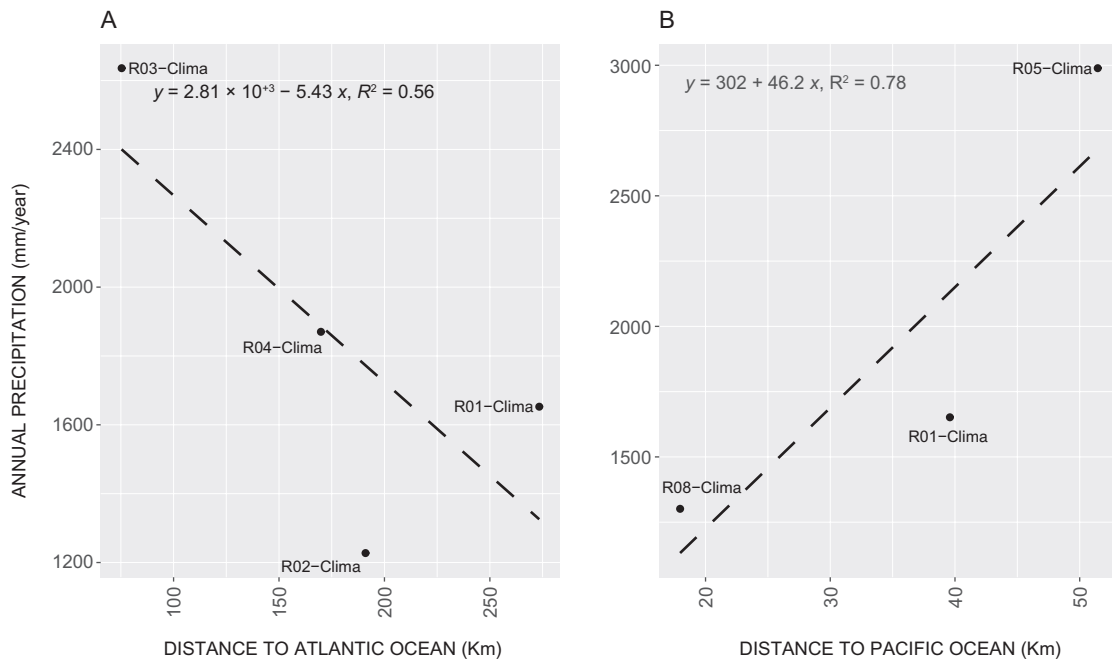 A
R03−Clima
y = 2.81 × 10⁺³ − 5.43 x, R² = 0.56
2400
2000
R04−Clima
R01−Clima
1600
R02−Clima
1200
100
150
200
250
ANNUAL PRECIPITATION (mm/year)
DISTANCE TO ATLANTIC OCEAN (Km)
B
3000
R05−Clima
y = 302 + 46.2 x, R² = 0.78
2500
2000
R01−Clima
1500
R08−Clima
20
30
40
50
DISTANCE TO PACIFIC OCEAN (Km)